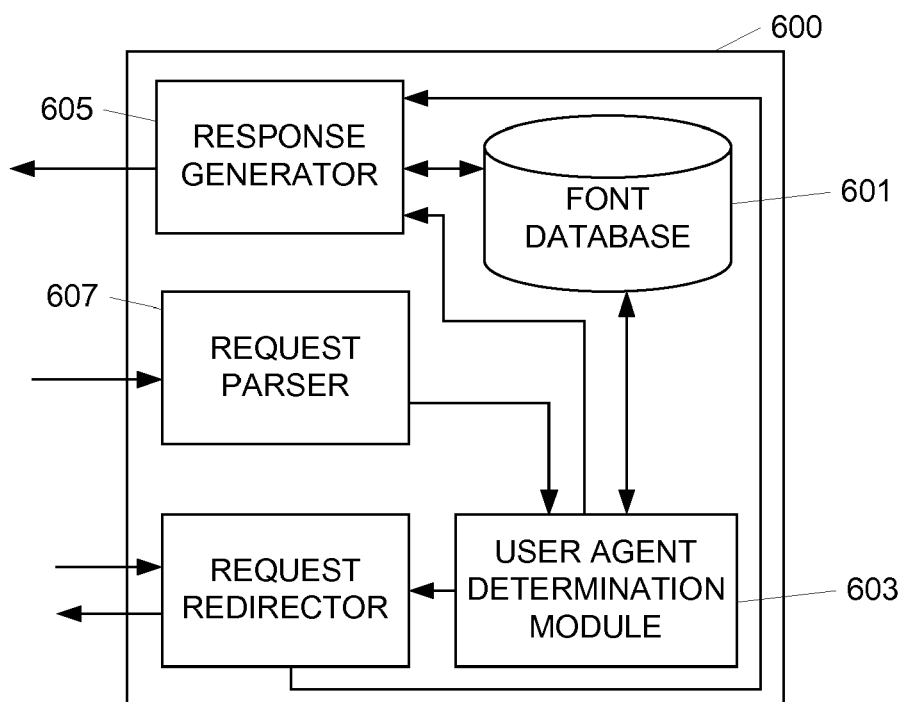 600
605
RESPONSE
GENERATOR
FONT
DATABASE
601
607
REQUEST
PARSER
REQUEST
REDIRECTOR
USER AGENT
DETERMINATION
MODULE
603